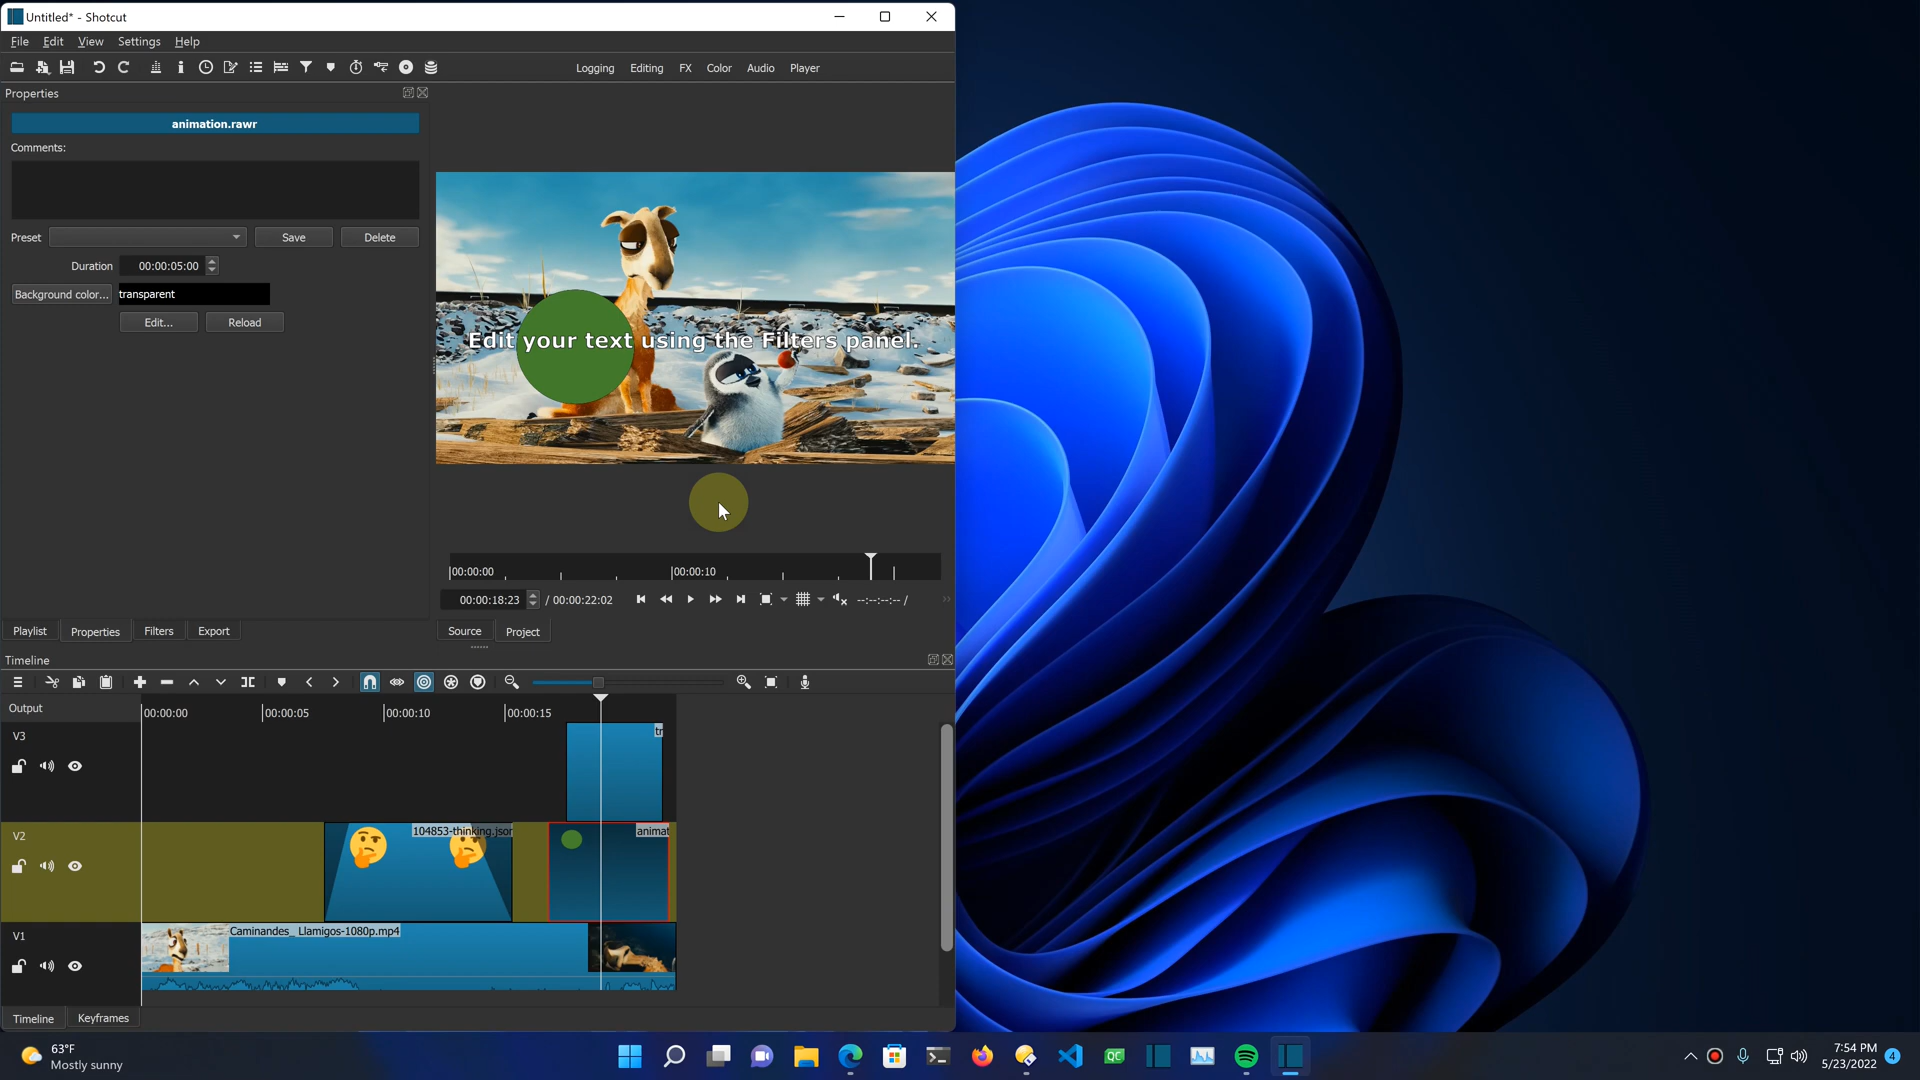 Untitled* - Shotcut
File Edit View Settings Help
Logging Editing FX Color Audio Player
Properties
animation.rawr
Comments:
Preset Save Delete
Duration 00:00:05:00
Background color... transparent
Edit... Reload
Edit your text using the Filters panel.
00:00:00 00:00:10
00:00:18:23 / 00:00:22:02 --:--:--:-- /
Playlist Properties Filters Export
Source Project
Timeline
Output 00:00:00 00:00:05 00:00:10 00:00:15
V3
tr
V2
104853-thinking.json
animat
V1
Caminandes_ Llamigos-1080p.mp4
Timeline Keyframes
63°F
Mostly sunny
QC
7:54 PM
5/23/2022
4